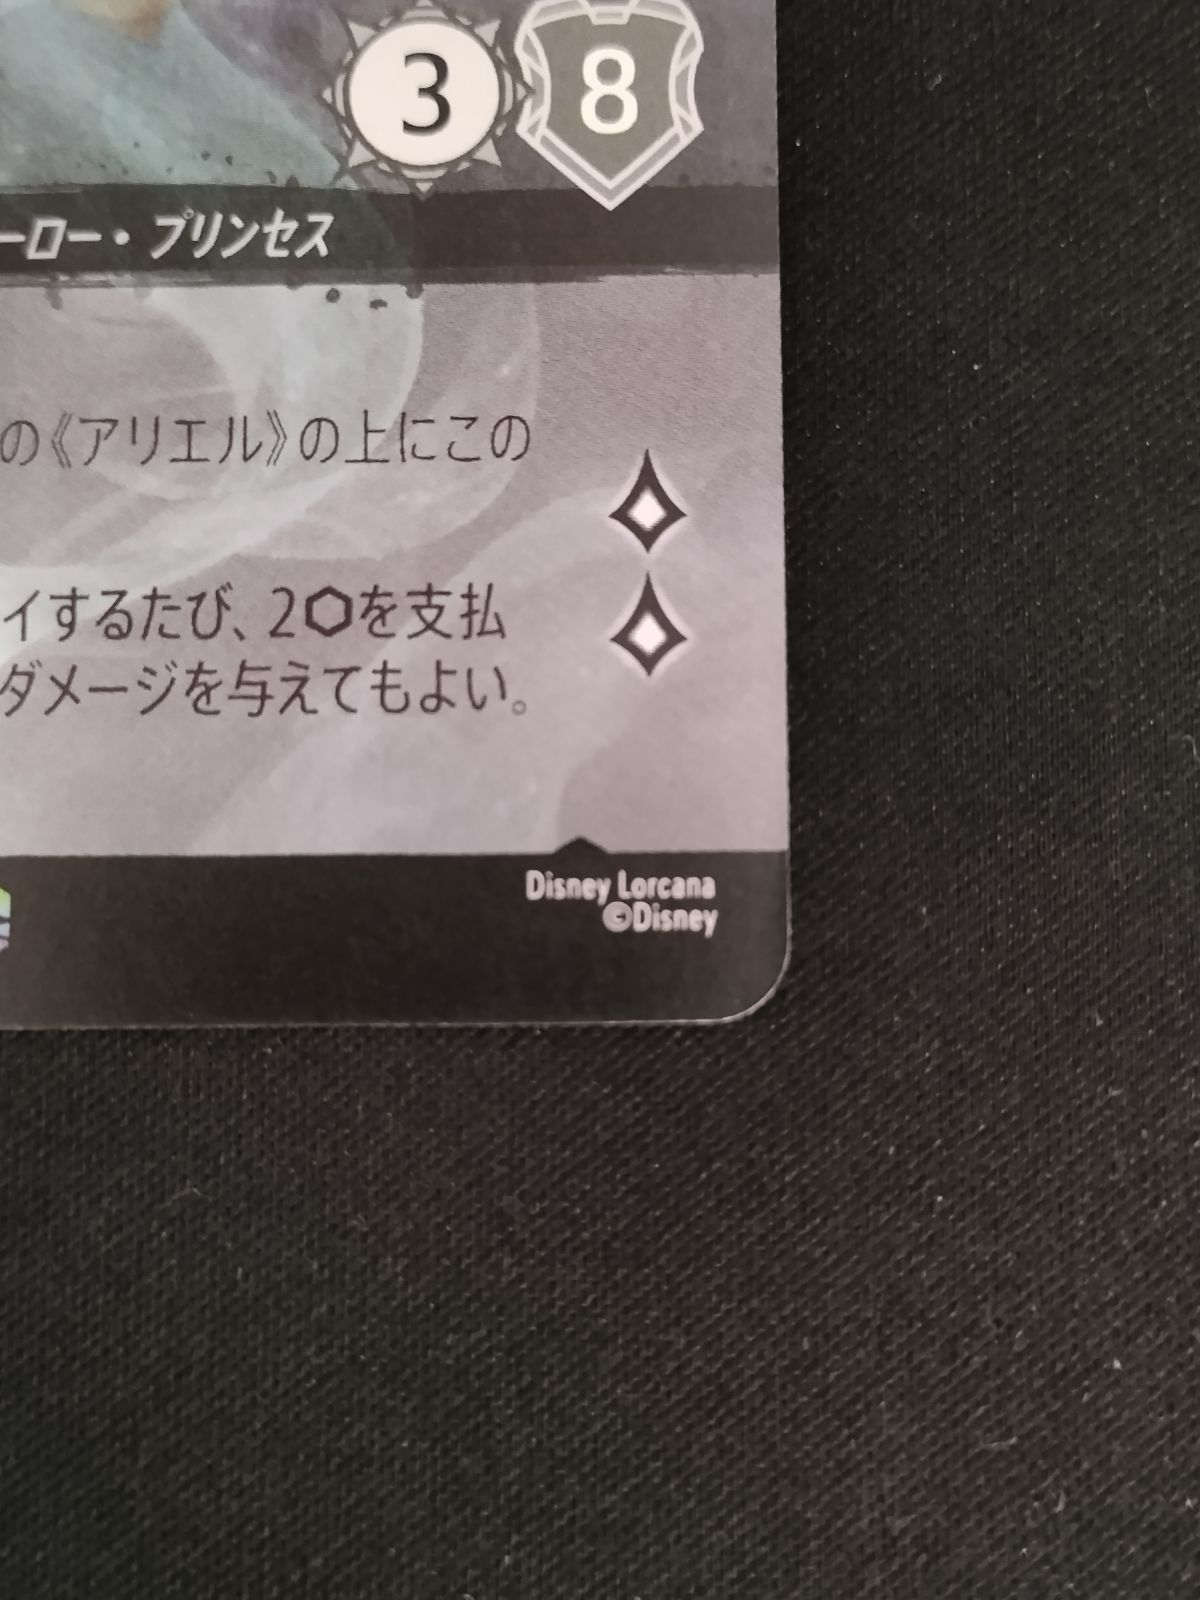 3
8
ーロー・プリンセス
の《アリエル》の上にこの
イするたび、2⬡を支払
ダメージを与えてもよい。
Disney Lorcana
©Disney